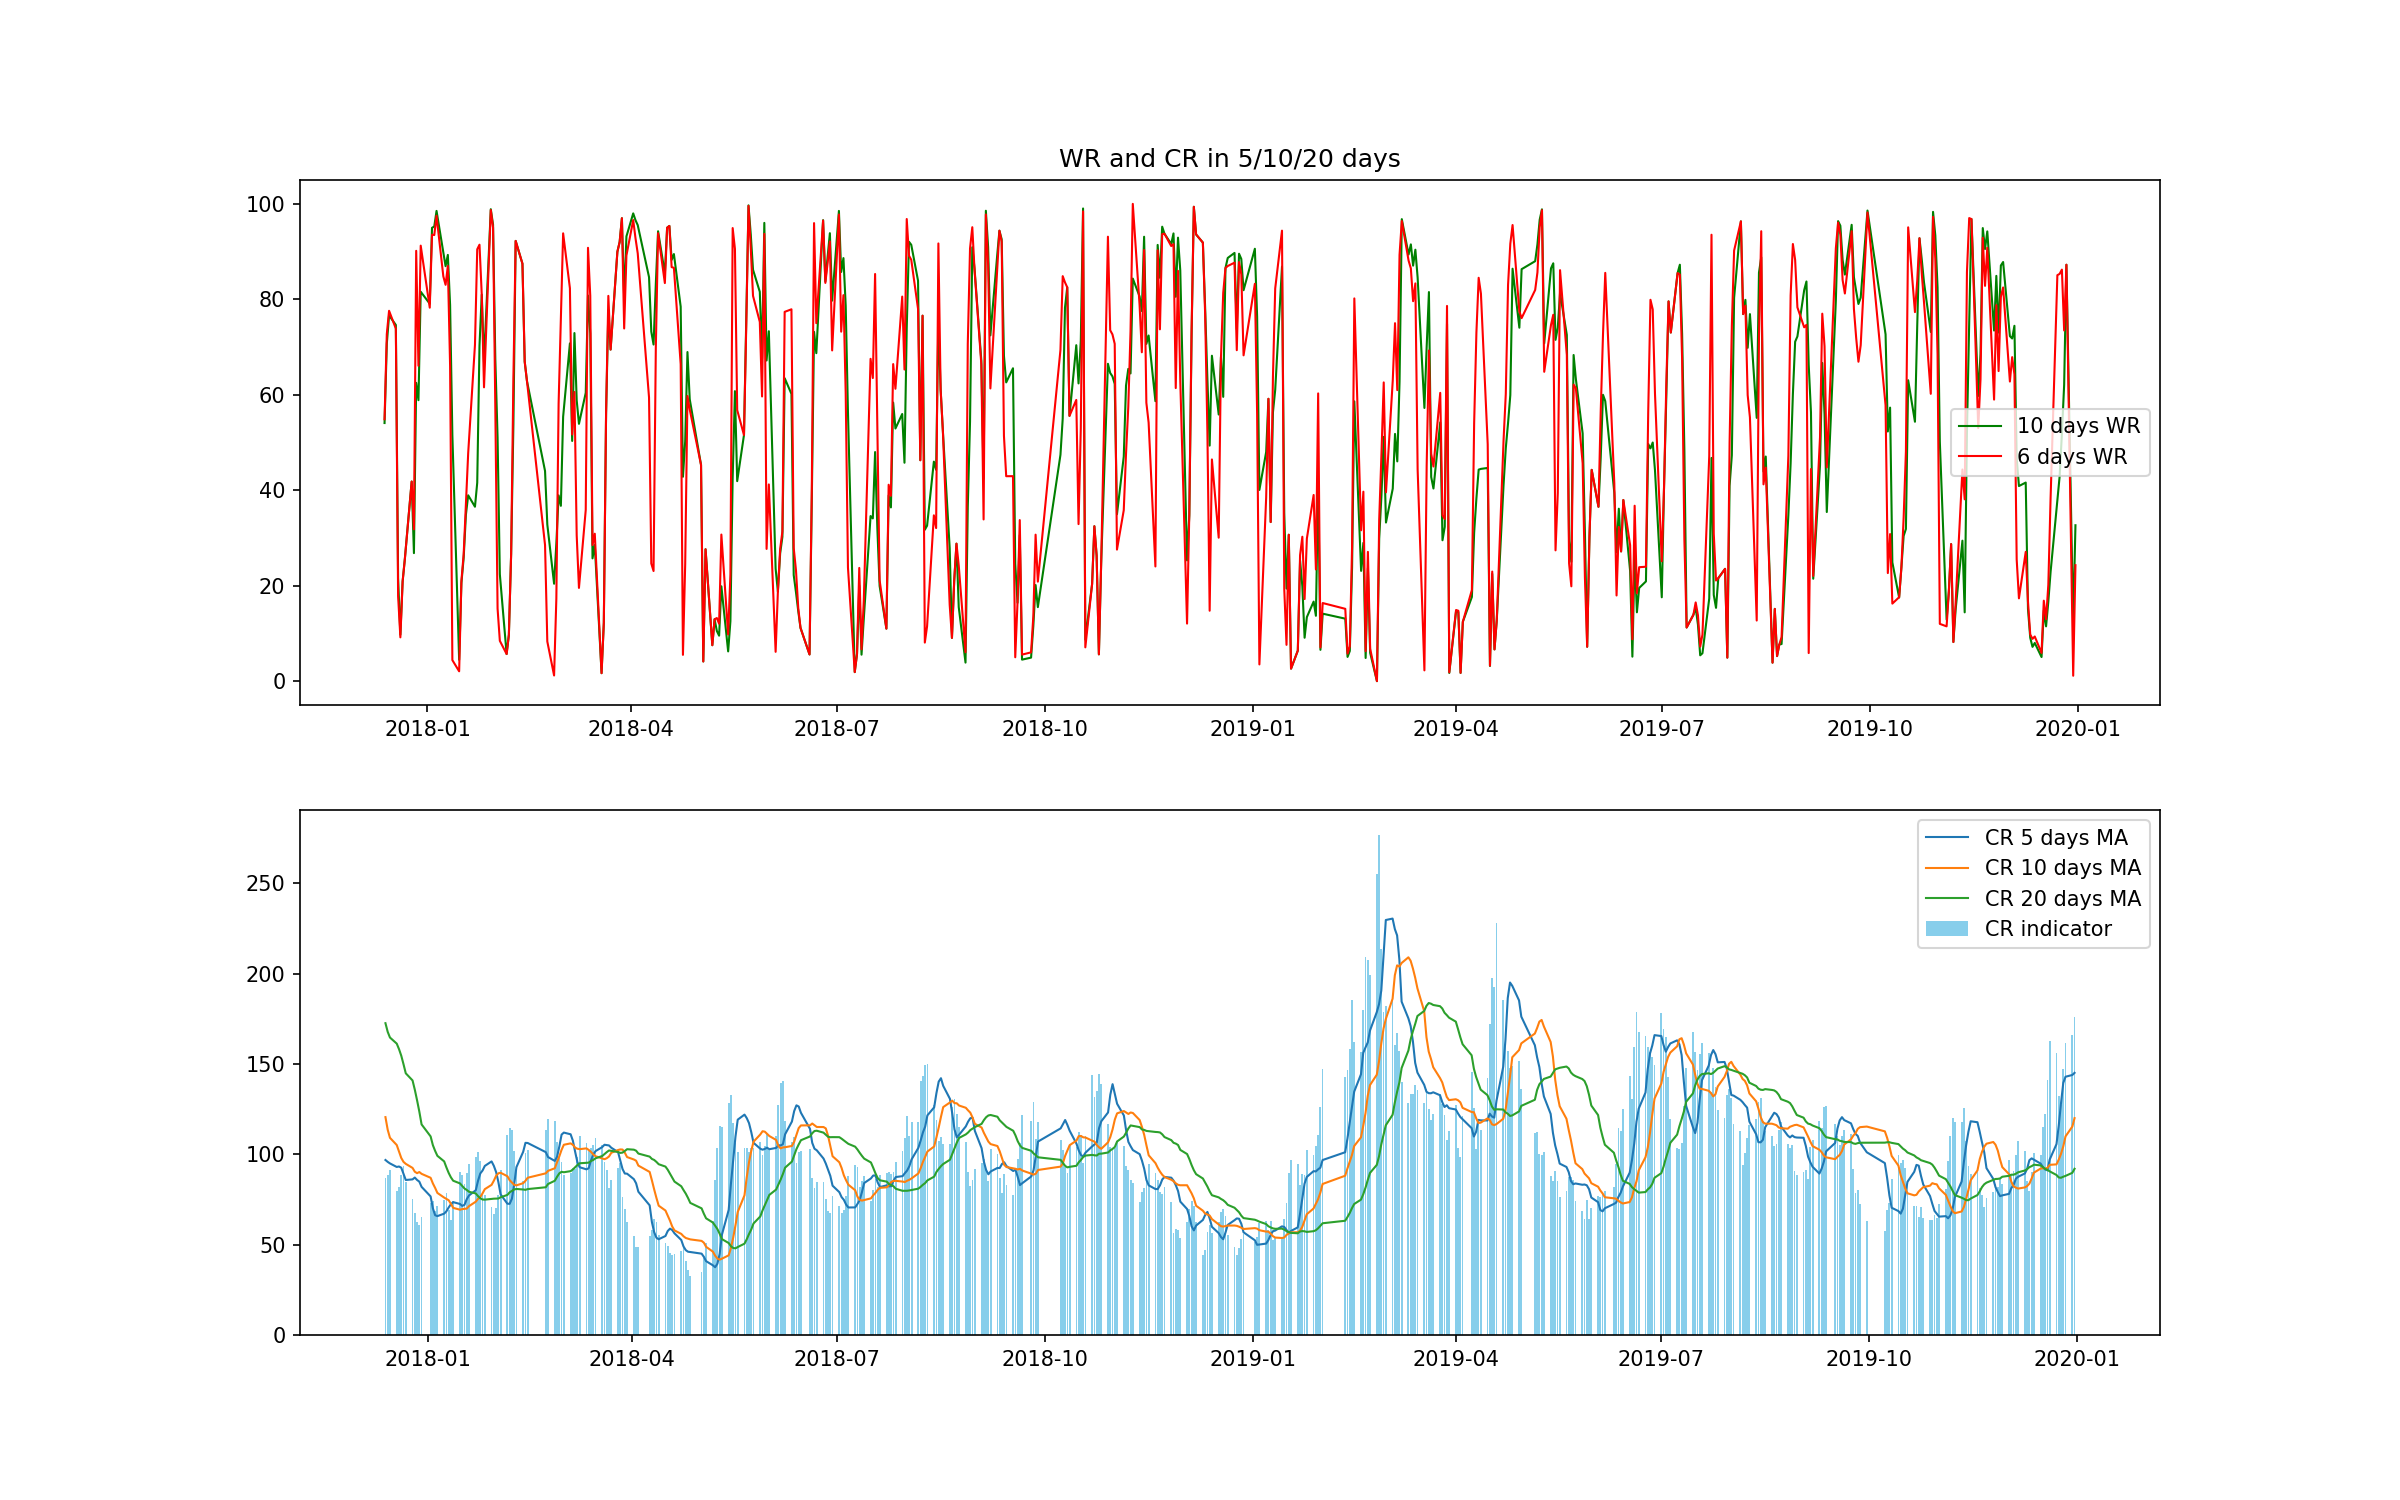 WR and CR in 5/10/20 days
100
80
60
40
20
0
10 days WR
6 days WR
2018-01 2018-04 2018-07 2018-10 2019-01 2019-04 2019-07 2019-10 2020-01
250
200
150
100
50
0
CR 5 days MA
CR 10 days MA
CR 20 days MA
CR indicator
2018-01 2018-04 2018-07 2018-10 2019-01 2019-04 2019-07 2019-10 2020-01